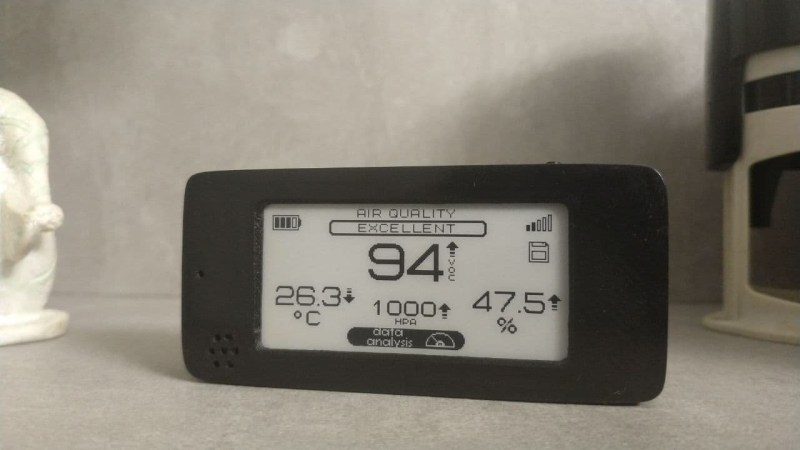 AIR QUALITY
EXCELLENT
94 VOC
26.3 °C
1000 HPA
47.5 %
data
analysis